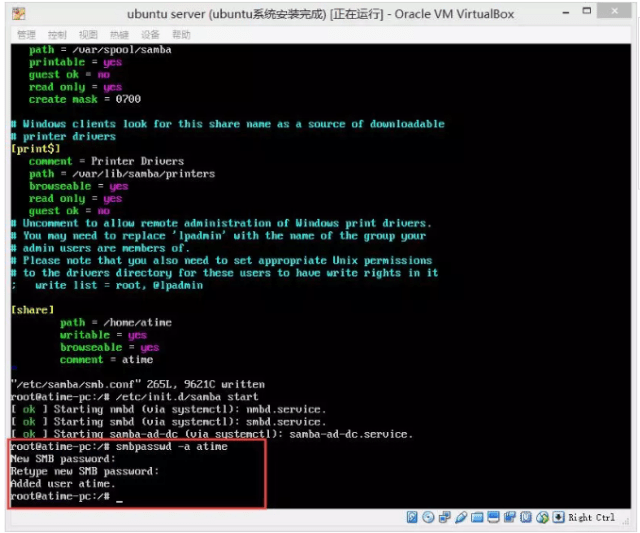 ubuntu server (ubuntu系统安装完成) [正在运行] - Oracle VM VirtualBox
管理 控制 视图 热键 设备 帮助
path = /var/spool/samba
printable = yes
guest ok = no
read only = yes
create mask = 0700
# Windows clients look for this share name as a source of downloadable
# printer drivers
[print$]
comment = Printer Drivers
path = /var/lib/samba/printers
browseable = yes
read only = yes
guest ok = no
# Uncomment to allow remote administration of Windows print drivers.
# You may need to replace 'lpadmin' with the name of the group your
# admin users are members of.
# Please note that you also need to set appropriate Unix permissions
# to the drivers directory for these users to have write rights in it
;   write list = root, @lpadmin
[share]
path = /home/atime
writable = yes
browseable = yes
comment = atime
"/etc/samba/smb.conf" 265L, 9621C written
root@atime-pc:/# /etc/init.d/samba start
[ ok ] Starting nmbd (via systemctl): nmbd.service.
[ ok ] Starting smbd (via systemctl): smbd.service.
[ ok ] Starting samba-ad-dc (via systemctl): samba-ad-dc.service.
root@atime-pc:/# smbpasswd -a atime
New SMB password:
Retype new SMB password:
Added user atime.
root@atime-pc:/# _
Right Ctrl